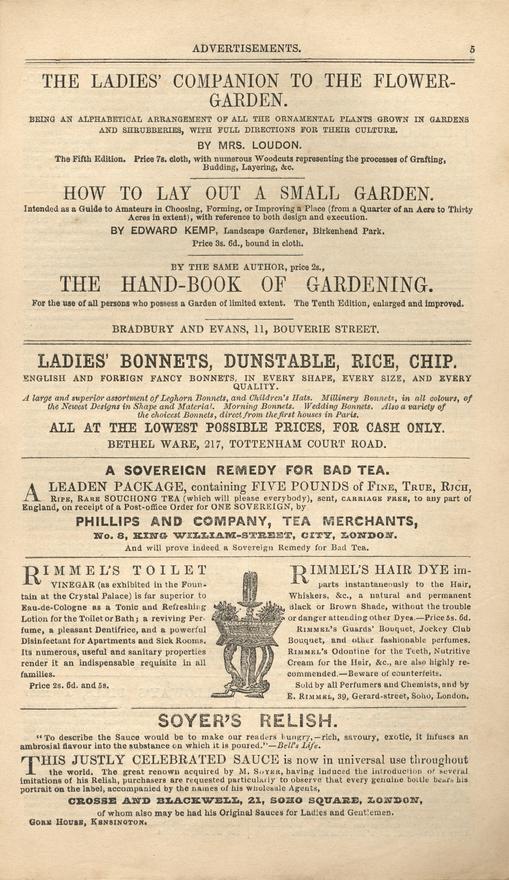 ADVERTISEMENTS. 5
THE LADIES' COMPANION TO THE FLOWER-
GARDEN.
BEING AN ALPHABETICAL ARRANGEMENT OF ALL THE ORNAMENTAL PLANTS GROWN IN GARDENS
AND SHRUBBERIES, WITH FULL DIRECTIONS FOR THEIR CULTURE.
BY MRS. LOUDON.
The Fifth Edition. Price 7s. cloth, with numerous Woodcuts representing the processes of Grafting,
Budding, Layering, &c.
HOW TO LAY OUT A SMALL GARDEN.
Intended as a Guide to Amateurs in Choosing, Forming, or Improving a Place (from a Quarter of an Acre to Thirty
Acres in extent), with reference to both design and execution.
BY EDWARD KEMP, Landscape Gardener, Birkenhead Park.
Price 3s. 6d., bound in cloth.
BY THE SAME AUTHOR, price 2s.,
THE HAND-BOOK OF GARDENING.
For the use of all persons who possess a Garden of limited extent. The Tenth Edition, enlarged and improved.
BRADBURY AND EVANS, 11, BOUVERIE STREET.
LADIES' BONNETS, DUNSTABLE, RICE, CHIP.
ENGLISH AND FOREIGN FANCY BONNETS, IN EVERY SHAPE, EVERY SIZE, AND EVERY
QUALITY.
A large and superior assortment of Leghorn Bonnets, and Children's Hats. Millinery Bonnets, in all colours, of
the Newest Designs in Shape and Material. Morning Bonnets. Wedding Bonnets. Also a variety of
the choicest Bonnets, direct from the first houses in Paris.
ALL AT THE LOWEST POSSIBLE PRICES, FOR CASH ONLY.
BETHEL WARE, 217, TOTTENHAM COURT ROAD.
A SOVEREIGN REMEDY FOR BAD TEA.
A LEADEN PACKAGE, containing FIVE POUNDS of FINE, TRUE, RICH,
RIPE, RARE SOUCHONG TEA (which will please everybody), sent, CARRIAGE FREE, to any part of
England, on receipt of a Post-office Order for ONE SOVEREIGN, by
PHILLIPS AND COMPANY, TEA MERCHANTS,
No. 8, KING WILLIAM-STREET, CITY, LONDON.
And will prove indeed a Sovereign Remedy for Bad Tea.
RIMMEL'S TOILET
VINEGAR (as exhibited in the Foun-
tain at the Crystal Palace) is far superior to
Eau-de-Cologne as a Tonic and Refreshing
Lotion for the Toilet or Bath; a reviving Per-
fume, a pleasant Dentifrice, and a powerful
Disinfectant for Apartments and Sick Rooms.
Its numerous, useful and sanitary properties
render it an indispensable requisite in all
families.
Price 2s. 6d. and 5s.
RIMMEL'S HAIR DYE im-
parts instantaneously to the Hair,
Whiskers, &c., a natural and permanent
Black or Brown Shade, without the trouble
or danger attending other Dyes.—Price 5s. 6d.
RIMMEL'S Guards' Bouquet, Jockey Club
Bouquet, and other fashionable perfumes.
RIMMEL'S Odontine for the Teeth, Nutritive
Cream for the Hair, &c., are also highly re-
commended.—Beware of counterfeits.
Sold by all Perfumers and Chemists, and by
E. RIMMEL, 39, Gerard-street, Soho, London.
SOYER'S RELISH.
"To describe the Sauce would be to make our readers hungry,—rich, savoury, exotic, it infuses an
ambrosial flavour into the substance on which it is poured."—Bell's Life.
THIS JUSTLY CELEBRATED SAUCE is now in universal use throughout
the world. The great renown acquired by M. SOYER, having induced the introduction of several
imitations of his Relish, purchasers are requested particularly to observe that every genuine bottle bears his
portrait on the label, accompanied by the names of his wholesale Agents,
CROSSE AND BLACKWELL, 21, SOHO SQUARE, LONDON,
of whom also may be had his Original Sauces for Ladies and Gentlemen.
GORE HOUSE, KENSINGTON.